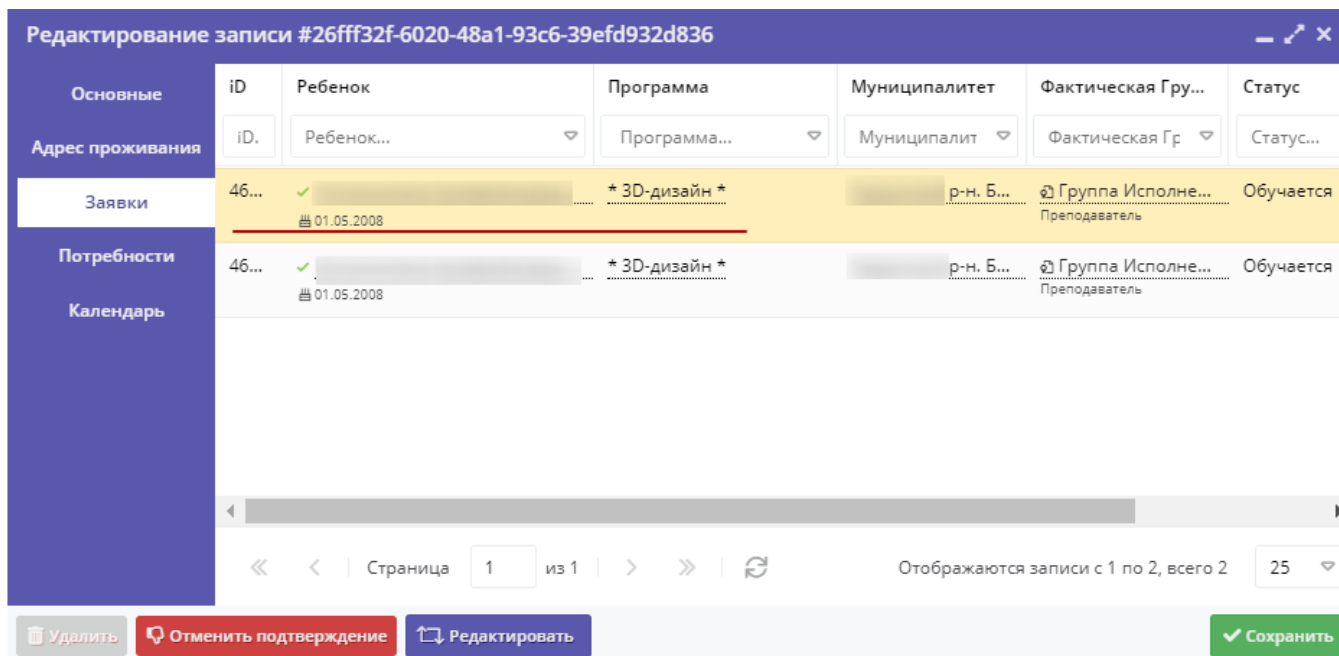 Редактирование записи #26fff32f-6020-48a1-93c6-39efd932d836
Основные
Адрес проживания
Заявки
Потребности
Календарь
iD Ребенок Программа Муниципалитет Фактическая Гру... Статус
iD. Ребенок... Программа... Муниципалит Фактическая Гр Статус...
46... * 3D-дизайн * р-н. Б... Группа Исполне... Обучается
01.05.2008 Преподаватель
46... * 3D-дизайн * р-н. Б... Группа Исполне... Обучается
01.05.2008 Преподаватель
Страница 1 из 1 Отображаются записи с 1 по 2, всего 2 25
Удалить Отменить подтверждение Редактировать Сохранить